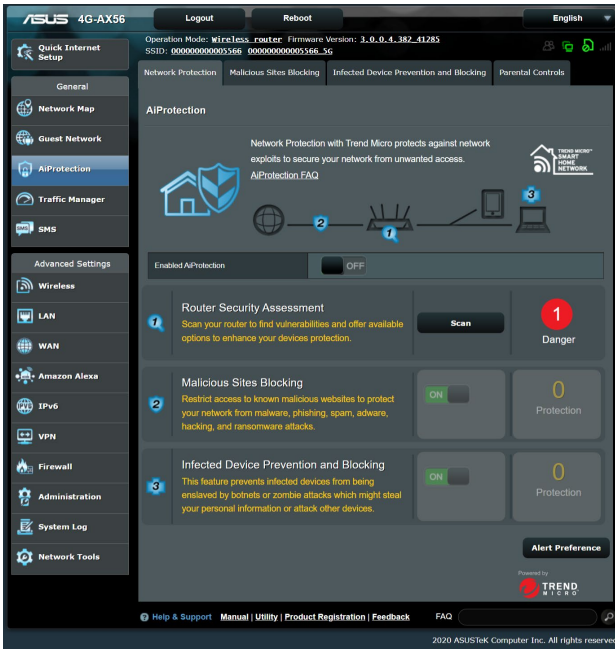 ASUS 4G-AX56 Logout Reboot English
Quick Internet Setup
Operation Mode: Wireless router Firmware Version: 3.0.0.4.382_41285
SSID: 000000000005566 000000000005566_5G
Network Protection Malicious Sites Blocking Infected Device Prevention and Blocking Parental Controls
General
Network Map
Guest Network
AiProtection
Traffic Manager
SMS SMS
Advanced Settings
Wireless
LAN
WAN
Amazon Alexa
IPv6
VPN
Firewall
Administration
System Log
Network Tools
AiProtection
Network Protection with Trend Micro protects against network
exploits to secure your network from unwanted access.
AiProtection FAQ
TREND MICRO™
SMART
HOME
NETWORK
2
1
3
Enabled AiProtection OFF
1
Router Security Assessment
Scan your router to find vulnerabilities and offer available
options to enhance your devices protection.
Scan
1
Danger
2
Malicious Sites Blocking
Restrict access to known malicious websites to protect
your network from malware, phishing, spam, adware,
hacking, and ransomware attacks.
ON
0
Protection
3
Infected Device Prevention and Blocking
This feature prevents infected devices from being
enslaved by botnets or zombie attacks which might steal
your personal information or attack other devices.
ON
0
Protection
Alert Preference
Powered by
TREND
MICRO
Help & Support Manual | Utility | Product Registration | Feedback FAQ
2020 ASUSTeK Computer Inc. All rights reserved